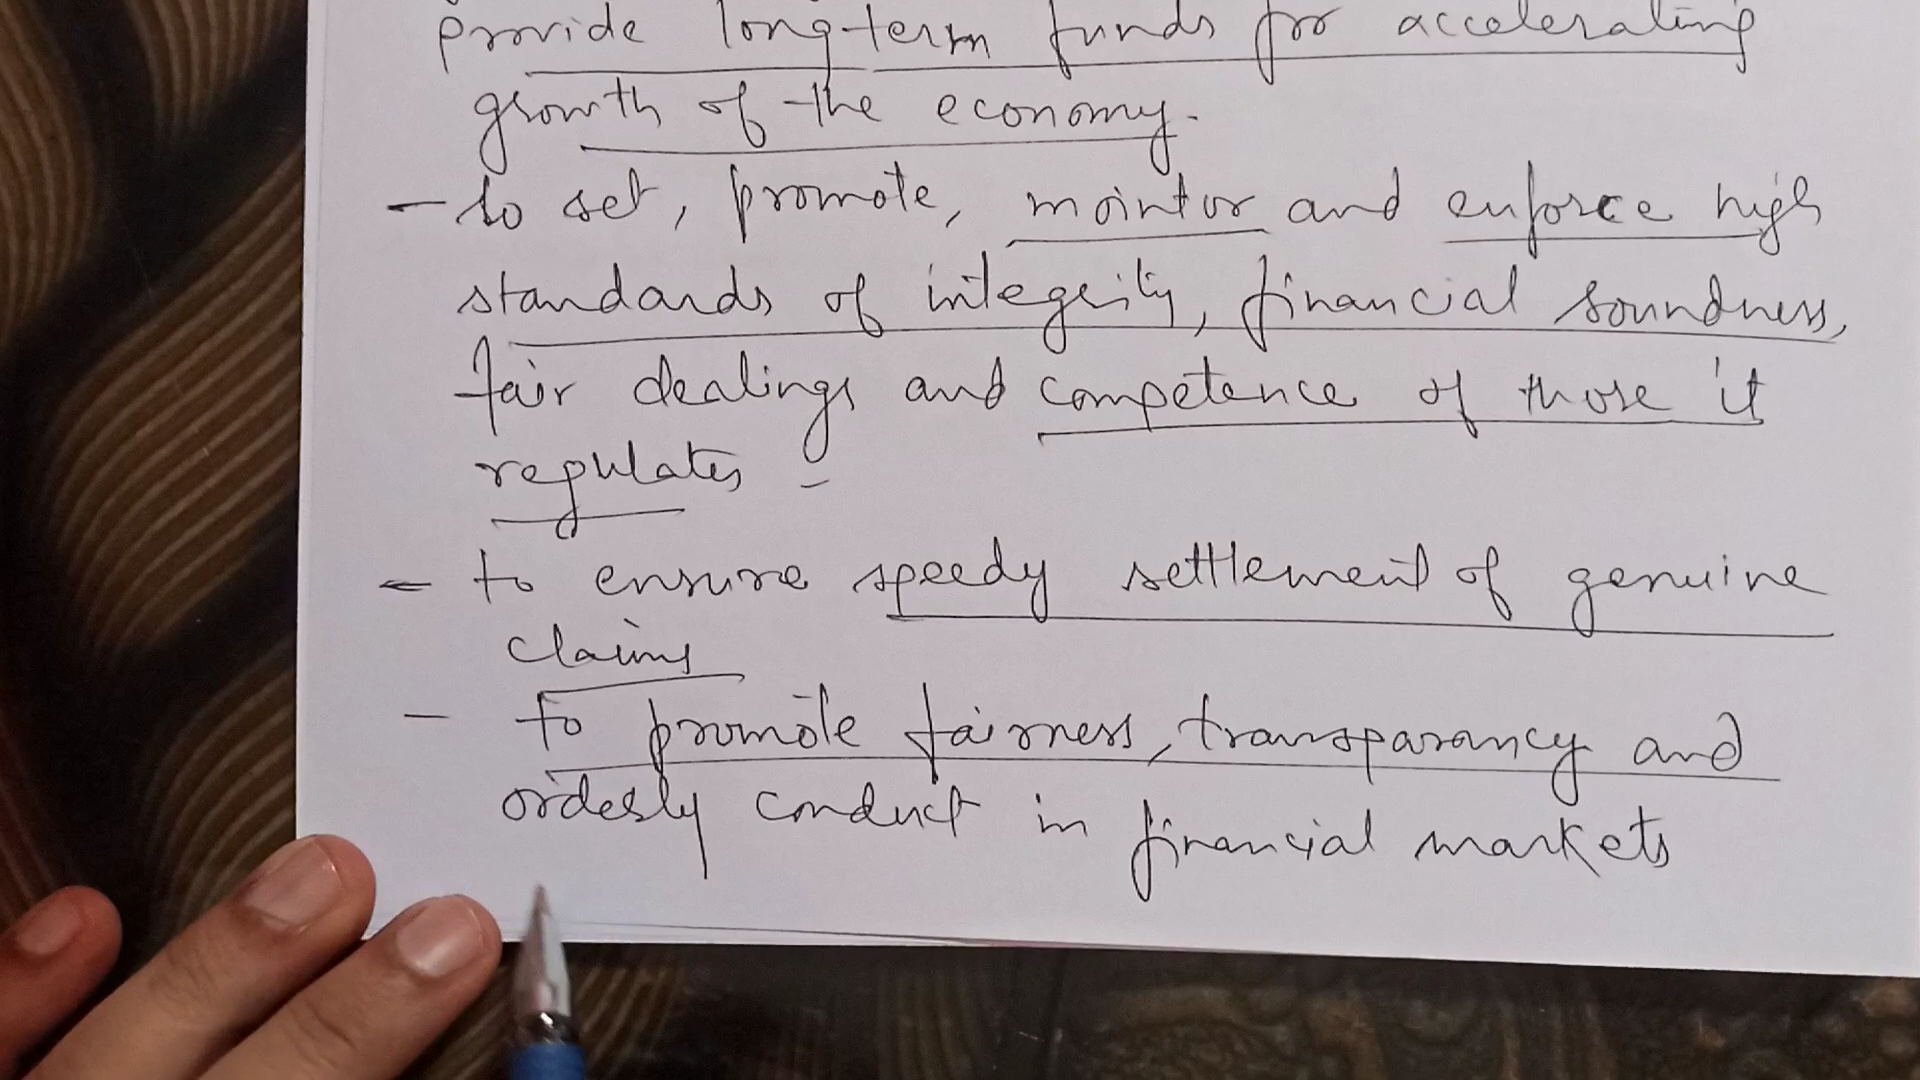 provide long-term funds for accelerating
growth of the economy.
- to set, promote, mointor and enforce high
standards of integrity, financial soundness,
fair dealings and competence of those it
regulates -
- to ensure speedy settlement of genuine
claims
- to promote fairness, transparancy and
orderly conduct in financial markets